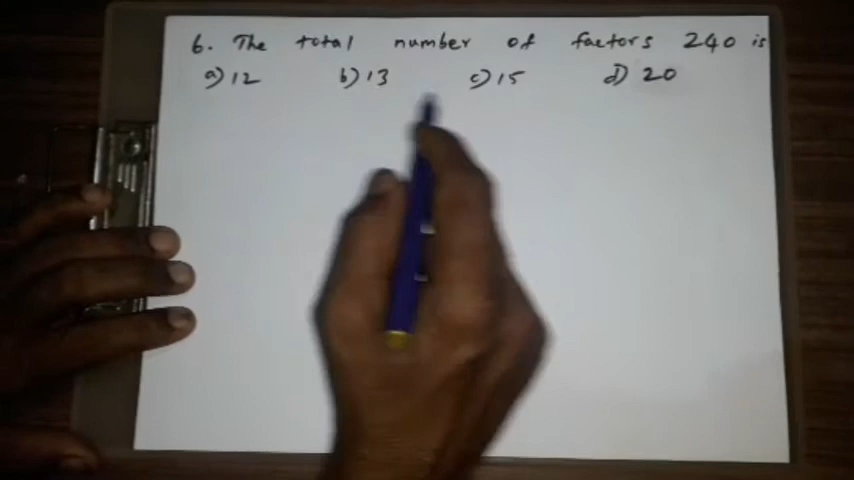 6. The total number of factors 240 is
a) 12 b) 13 c) 15 d) 20